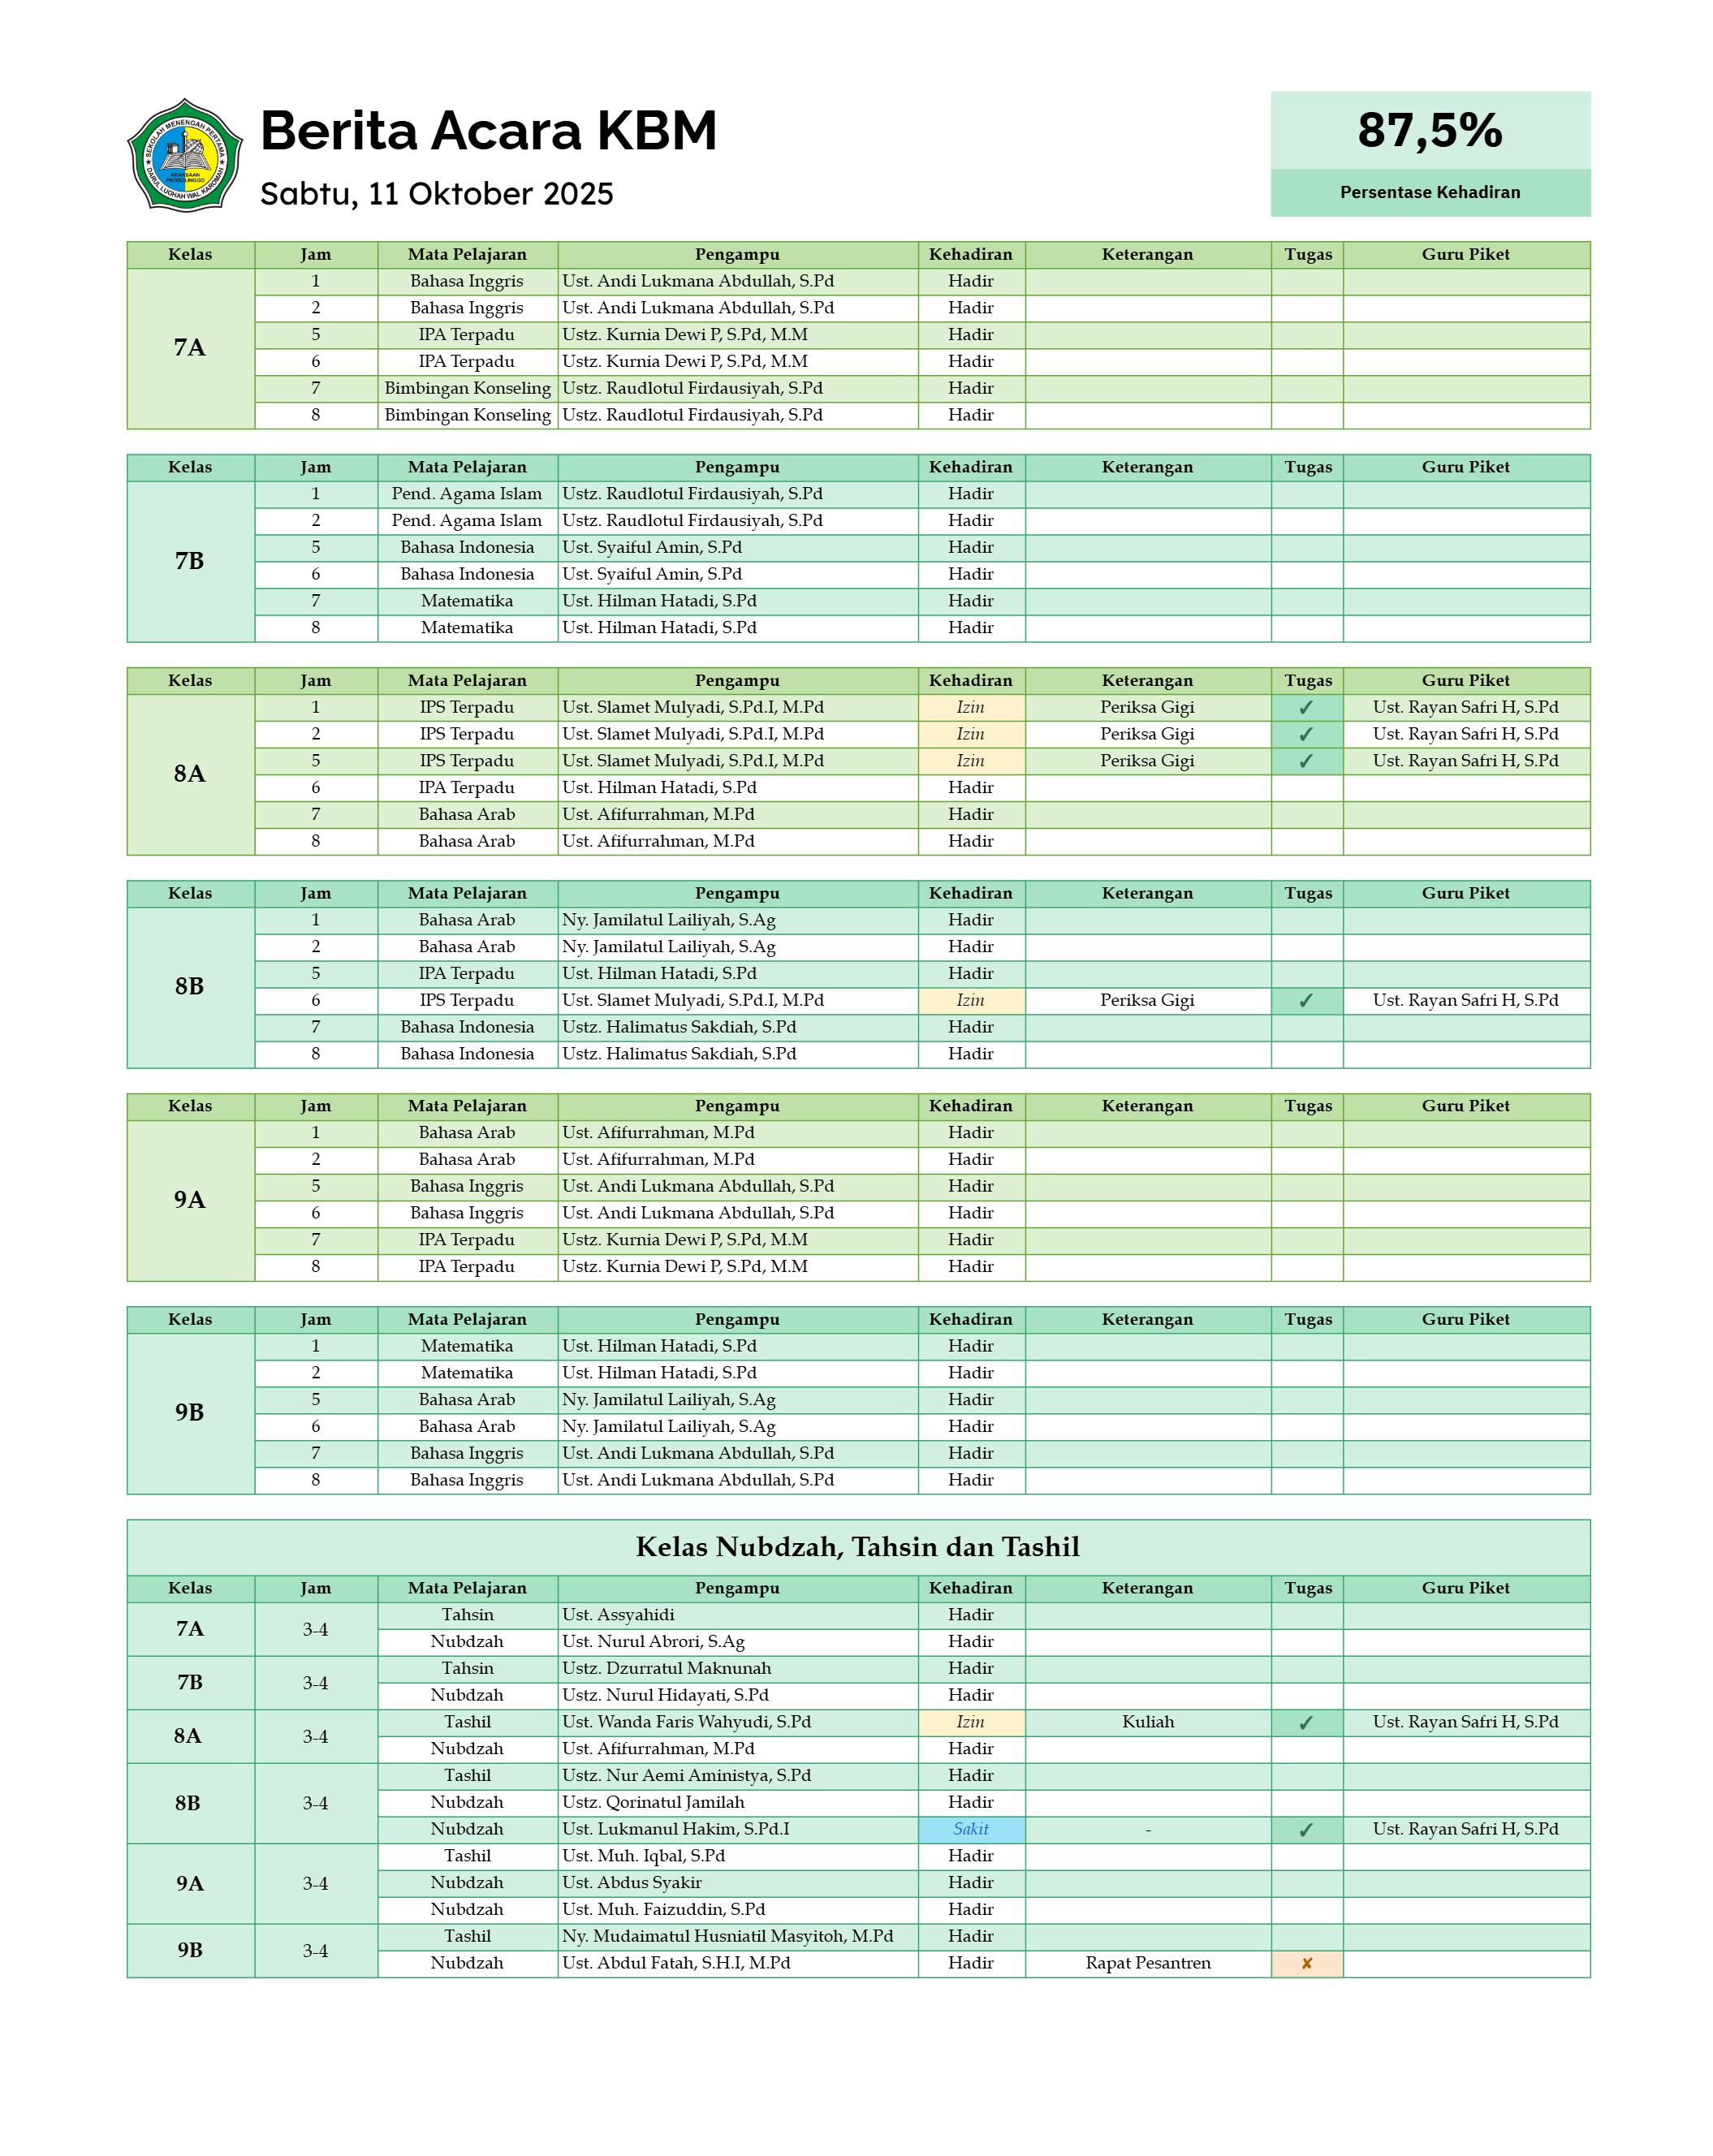 SEKOLAH MENENGAH PERTAMA
KRAKSAAN
PROBOLINGGO
DARUL LUGHAH WAL KAROMAH
Berita Acara KBM
Sabtu, 11 Oktober 2025
87,5%
Persentase Kehadiran
Kelas Jam Mata Pelajaran Pengampu Kehadiran Keterangan Tugas Guru Piket
7A
1 Bahasa Inggris Ust. Andi Lukmana Abdullah, S.Pd Hadir
2 Bahasa Inggris Ust. Andi Lukmana Abdullah, S.Pd Hadir
5 IPA Terpadu Ustz. Kurnia Dewi P, S.Pd, M.M Hadir
6 IPA Terpadu Ustz. Kurnia Dewi P, S.Pd, M.M Hadir
7 Bimbingan Konseling Ustz. Raudlotul Firdausiyah, S.Pd Hadir
8 Bimbingan Konseling Ustz. Raudlotul Firdausiyah, S.Pd Hadir
Kelas Jam Mata Pelajaran Pengampu Kehadiran Keterangan Tugas Guru Piket
7B
1 Pend. Agama Islam Ustz. Raudlotul Firdausiyah, S.Pd Hadir
2 Pend. Agama Islam Ustz. Raudlotul Firdausiyah, S.Pd Hadir
5 Bahasa Indonesia Ust. Syaiful Amin, S.Pd Hadir
6 Bahasa Indonesia Ust. Syaiful Amin, S.Pd Hadir
7 Matematika Ust. Hilman Hatadi, S.Pd Hadir
8 Matematika Ust. Hilman Hatadi, S.Pd Hadir
Kelas Jam Mata Pelajaran Pengampu Kehadiran Keterangan Tugas Guru Piket
8A
1 IPS Terpadu Ust. Slamet Mulyadi, S.Pd.I, M.Pd Izin Periksa Gigi ✓ Ust. Rayan Safri H, S.Pd
2 IPS Terpadu Ust. Slamet Mulyadi, S.Pd.I, M.Pd Izin Periksa Gigi ✓ Ust. Rayan Safri H, S.Pd
5 IPS Terpadu Ust. Slamet Mulyadi, S.Pd.I, M.Pd Izin Periksa Gigi ✓ Ust. Rayan Safri H, S.Pd
6 IPA Terpadu Ust. Hilman Hatadi, S.Pd Hadir
7 Bahasa Arab Ust. Afifurrahman, M.Pd Hadir
8 Bahasa Arab Ust. Afifurrahman, M.Pd Hadir
Kelas Jam Mata Pelajaran Pengampu Kehadiran Keterangan Tugas Guru Piket
8B
1 Bahasa Arab Ny. Jamilatul Lailiyah, S.Ag Hadir
2 Bahasa Arab Ny. Jamilatul Lailiyah, S.Ag Hadir
5 IPA Terpadu Ust. Hilman Hatadi, S.Pd Hadir
6 IPS Terpadu Ust. Slamet Mulyadi, S.Pd.I, M.Pd Izin Periksa Gigi ✓ Ust. Rayan Safri H, S.Pd
7 Bahasa Indonesia Ustz. Halimatus Sakdiah, S.Pd Hadir
8 Bahasa Indonesia Ustz. Halimatus Sakdiah, S.Pd Hadir
Kelas Jam Mata Pelajaran Pengampu Kehadiran Keterangan Tugas Guru Piket
9A
1 Bahasa Arab Ust. Afifurrahman, M.Pd Hadir
2 Bahasa Arab Ust. Afifurrahman, M.Pd Hadir
5 Bahasa Inggris Ust. Andi Lukmana Abdullah, S.Pd Hadir
6 Bahasa Inggris Ust. Andi Lukmana Abdullah, S.Pd Hadir
7 IPA Terpadu Ustz. Kurnia Dewi P, S.Pd, M.M Hadir
8 IPA Terpadu Ustz. Kurnia Dewi P, S.Pd, M.M Hadir
Kelas Jam Mata Pelajaran Pengampu Kehadiran Keterangan Tugas Guru Piket
9B
1 Matematika Ust. Hilman Hatadi, S.Pd Hadir
2 Matematika Ust. Hilman Hatadi, S.Pd Hadir
5 Bahasa Arab Ny. Jamilatul Lailiyah, S.Ag Hadir
6 Bahasa Arab Ny. Jamilatul Lailiyah, S.Ag Hadir
7 Bahasa Inggris Ust. Andi Lukmana Abdullah, S.Pd Hadir
8 Bahasa Inggris Ust. Andi Lukmana Abdullah, S.Pd Hadir
Kelas Nubdzah, Tahsin dan Tashil
Kelas Jam Mata Pelajaran Pengampu Kehadiran Keterangan Tugas Guru Piket
7A 3-4
Tahsin Ust. Assyahidi Hadir
Nubdzah Ust. Nurul Abrori, S.Ag Hadir
7B 3-4
Tahsin Ustz. Dzurratul Maknunah Hadir
Nubdzah Ustz. Nurul Hidayati, S.Pd Hadir
8A 3-4
Tashil Ust. Wanda Faris Wahyudi, S.Pd Izin Kuliah ✓ Ust. Rayan Safri H, S.Pd
Nubdzah Ust. Afifurrahman, M.Pd Hadir
8B 3-4
Tashil Ustz. Nur Aemi Aministya, S.Pd Hadir
Nubdzah Ustz. Qorinatul Jamilah Hadir
Nubdzah Ust. Lukmanul Hakim, S.Pd.I Sakit - ✓ Ust. Rayan Safri H, S.Pd
9A 3-4
Tashil Ust. Muh. Iqbal, S.Pd Hadir
Nubdzah Ust. Abdus Syakir Hadir
Nubdzah Ust. Muh. Faizuddin, S.Pd Hadir
9B 3-4
Tashil Ny. Mudaimatul Husniatil Masyitoh, M.Pd Hadir
Nubdzah Ust. Abdul Fatah, S.H.I, M.Pd Hadir Rapat Pesantren ✘